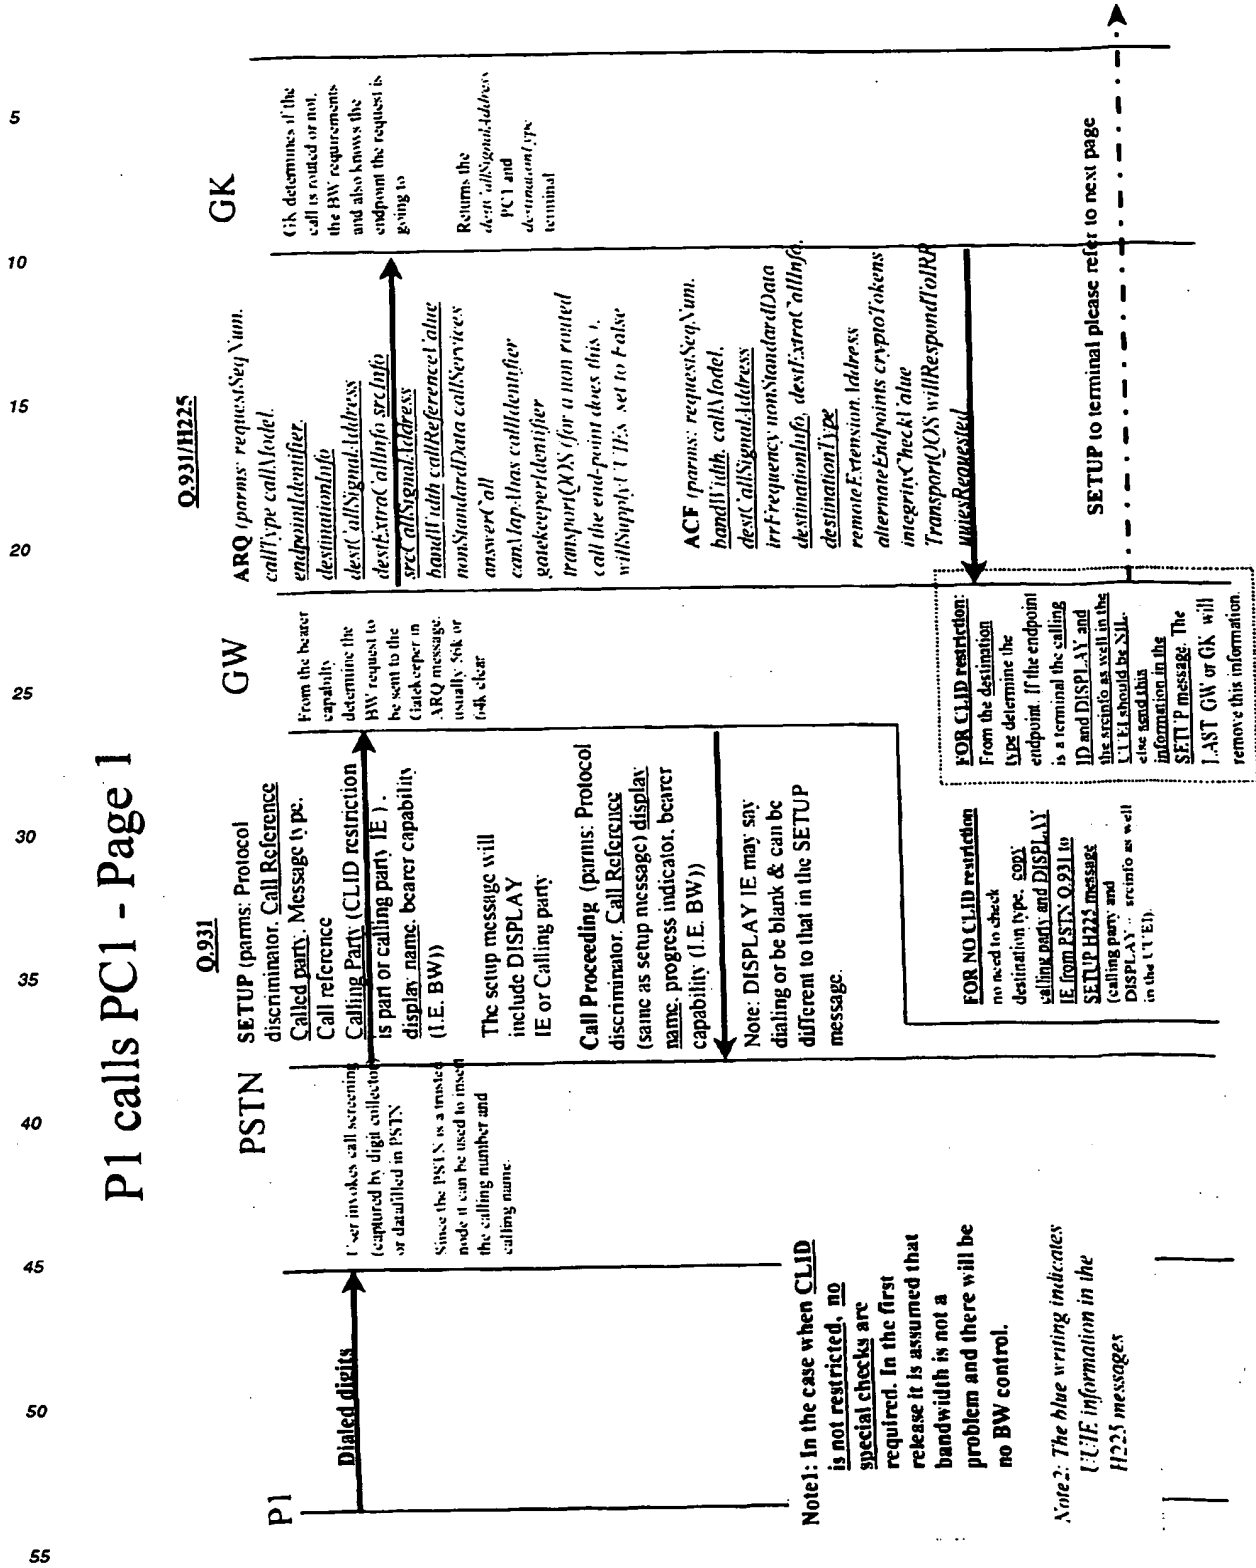 P1 calls PC1 - Page 1
P1
Dialed digits
Note1: In the case when CLID
is not restricted, no
special checks are
required. In the first
release it is assumed that
bandwidth is not a
problem and there will be
no BW control.
Note2: The blue writing indicates
UUIE information in the
H225 messages
PSTN
User invokes call screening
(captured by digit collector
or datafilled in PSTN
Since the PSTN is a trusted
node it can be used to insert
the calling number and
calling name.
Q.931
SETUP (parms: Protocol
discriminator, Call Reference
Called party, Message type,
Call reference
Calling Party (CLID restriction
is part or calling party IE ) ,
display name, bearer capability
(I.E. BW))
The setup message will
include DISPLAY
IE or Calling party
Call Proceeding (parms: Protocol
discriminator, Call Reference
(same as setup message) display
name, progress indicator, bearer
capability (I.E. BW))
Note: DISPLAY IE may say
dialing or be blank & can be
different to that in the SETUP
message.
FOR NO CLID restriction
no need to check
destination type, copy
calling party and DISPLAY
IE from PSTN Q.931 to
SETUP H225 message
(calling party and
DISPLAY srcinfo as well
in the UUEI).
GW
From the bearer
capability
determine the
BW request to
be sent to the
Gatekeeper in
ARQ message.
usually 56k or
64k clear
FOR CLID restriction:
From the destination
type determine the
endpoint. If the endpoint
is a terminal the calling
ID and DISPLAY and
the srcinfo as well in the
UUEI should be NIL.
else send this
information in the
SETUP message. The
LAST GW or GK will
remove this information.
Q.931/H225
ARQ (parms: requestSeqNum.
callType callModel.
endpointIdentifier.
destinationInfo
destCallSignalAddress
destExtraCallInfo srcInfo
srcCallSignalAddress
bandWidth callReferenceValue
nonStandardData callServices
answerCall
canMapAlias callIdentifier
gatekeeperIdentifier
transportQOS (for a non routed
call the end-point does this ).
willSupplyUUIEs set to False
ACF (parms: requestSeqNum.
bandWidth, callModel.
destCallSignalAddress
irrFrequency nonStandardData
destinationInfo, destExtraCallInfo.
destinationType
remoteExtensionAddress
alternateEndpoints cryptoTokens
integrityCheckValue
TransportQOS willRespondToIRR
uuiesRequested
SETUP to terminal please refer to next page
GK
GK determines if the
call is routed or not.
the BW requirements
and also knows the
endpoint the request is
going to
Returns the
destCallSignalAddress
PC1 and
destinationType
terminal
5
10
15
20
25
30
35
40
45
50
55